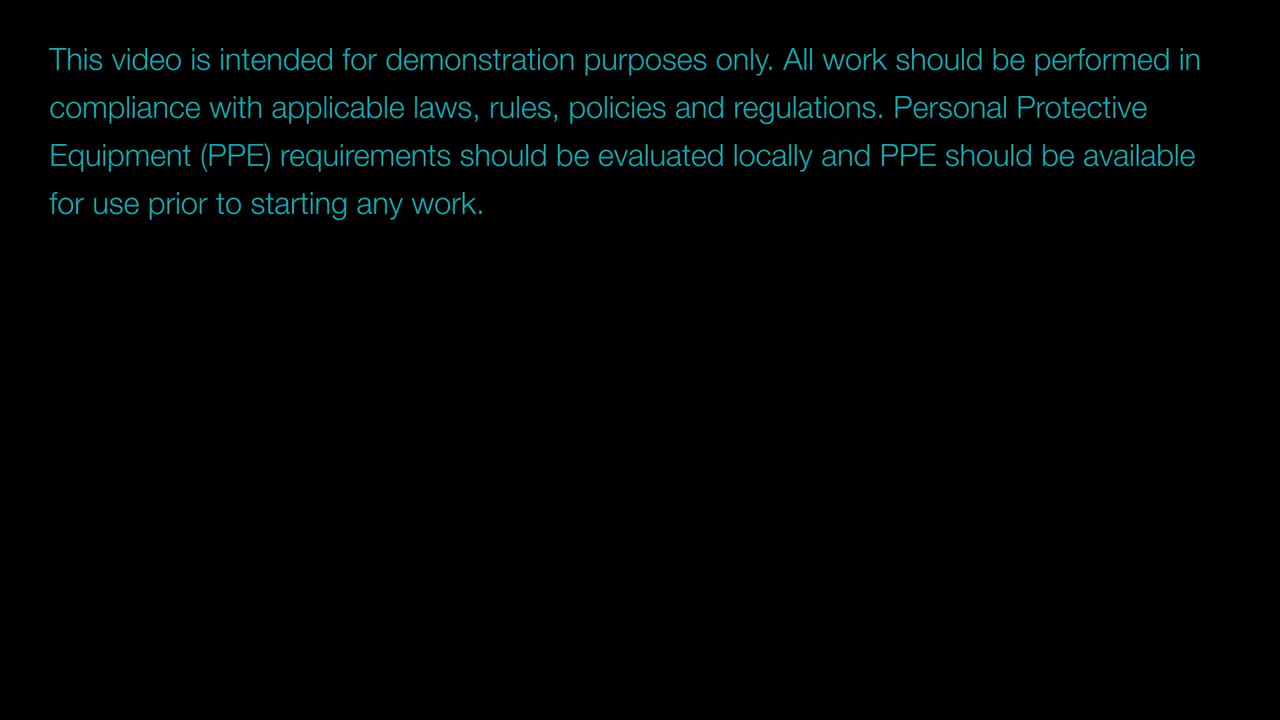 This video is intended for demonstration purposes only. All work should be performed in
compliance with applicable laws, rules, policies and regulations. Personal Protective
Equipment (PPE) requirements should be evaluated locally and PPE should be available
for use prior to starting any work.